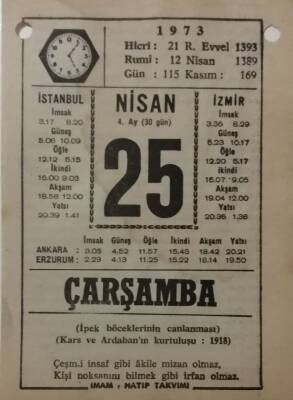 1973
Hicri: 21 R. Evvel 1393
Rumi: 12 Nisan 1389
Gün: 115 Kasım: 169
İSTANBUL
İmsak
3.17 8.20
Güneş
5.06 10.09
Öğle
12.12 5.15
İkindi
16.00 9.03
Akşam
18.56 12.00
Yatsı
20.39 1.41
NİSAN
4. Ay (30 gün)
25
İZMİR
İmsak
3.36 8.29
Güneş
5.23 10.17
Öğle
12.20 5.17
İkindi
16.07 9.05
Akşam
19.04 12.00
Yatsı
20.36 1.36
İmsak Güneş Öğle İkindi Akşam Yatsı
ANKARA : 3.05 4.52 11.57 15.45 18.42 20.21
ERZURUM : 2.29 4.13 11.25 15.22 18.14 19.50
ÇARŞAMBA
(İpek böceklerinin canlanması)
(Kars ve Ardahan'ın kurtuluşu : 1918)
Çeşm-i insaf gibi âkile mizan olmaz,
Kişi noksanını bilmek gibi irfan olmaz.
İMAM - HATİP TAKVİMİ